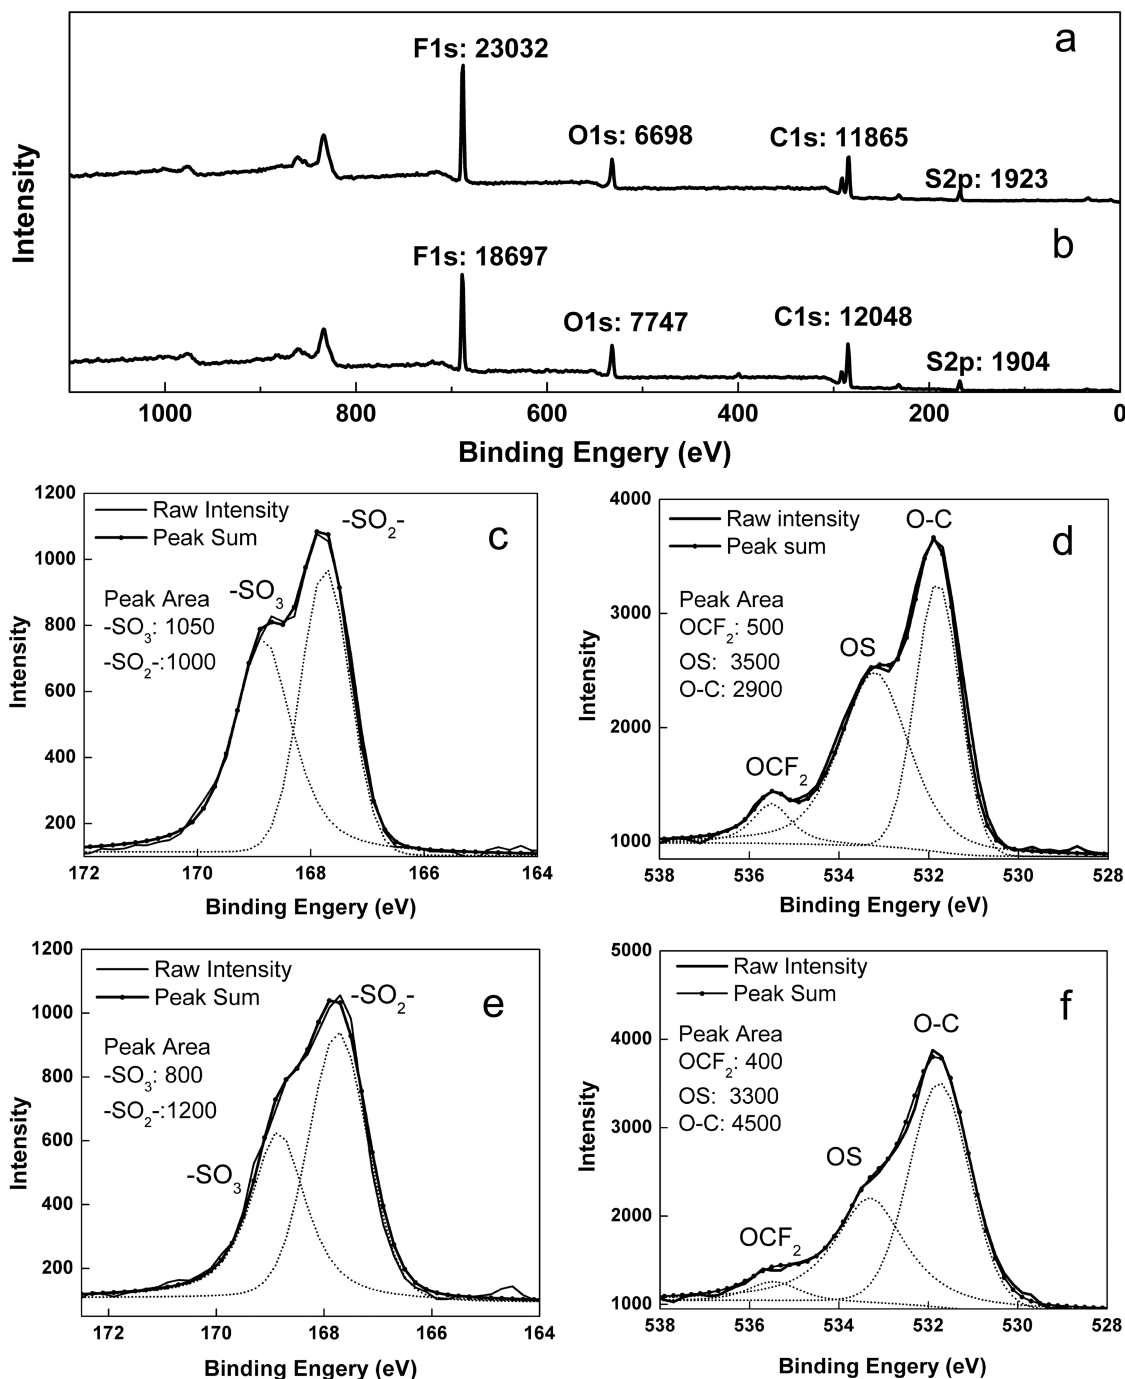 a
F1s: 23032
O1s: 6698
C1s: 11865
S2p: 1923
b
F1s: 18697
O1s: 7747
C1s: 12048
S2p: 1904
Intensity
1000 800 600 400 200 0
Binding Engery (eV)
1200
1000
800
600
400
200
Intensity
Raw Intensity
Peak Sum
c
-SO2-
-SO3
Peak Area
-SO3: 1050
-SO2-:1000
172 170 168 166 164
Binding Engery (eV)
4000
3000
2000
1000
Intensity
Raw intensity
Peak sum
d
O-C
OS
OCF2
Peak Area
OCF2: 500
OS: 3500
O-C: 2900
538 536 534 532 530 528
Binding Engery (eV)
1200
1000
800
600
400
200
Intensity
Raw Intensity
Peak Sum
e
-SO2-
-SO3
Peak Area
-SO3: 800
-SO2-:1200
172 170 168 166 164
Binding Engery (eV)
5000
4000
3000
2000
1000
Intensity
Raw Intensity
Peak Sum
f
O-C
OS
OCF2
Peak Area
OCF2: 400
OS: 3300
O-C: 4500
538 536 534 532 530 528
Binding Engery (eV)